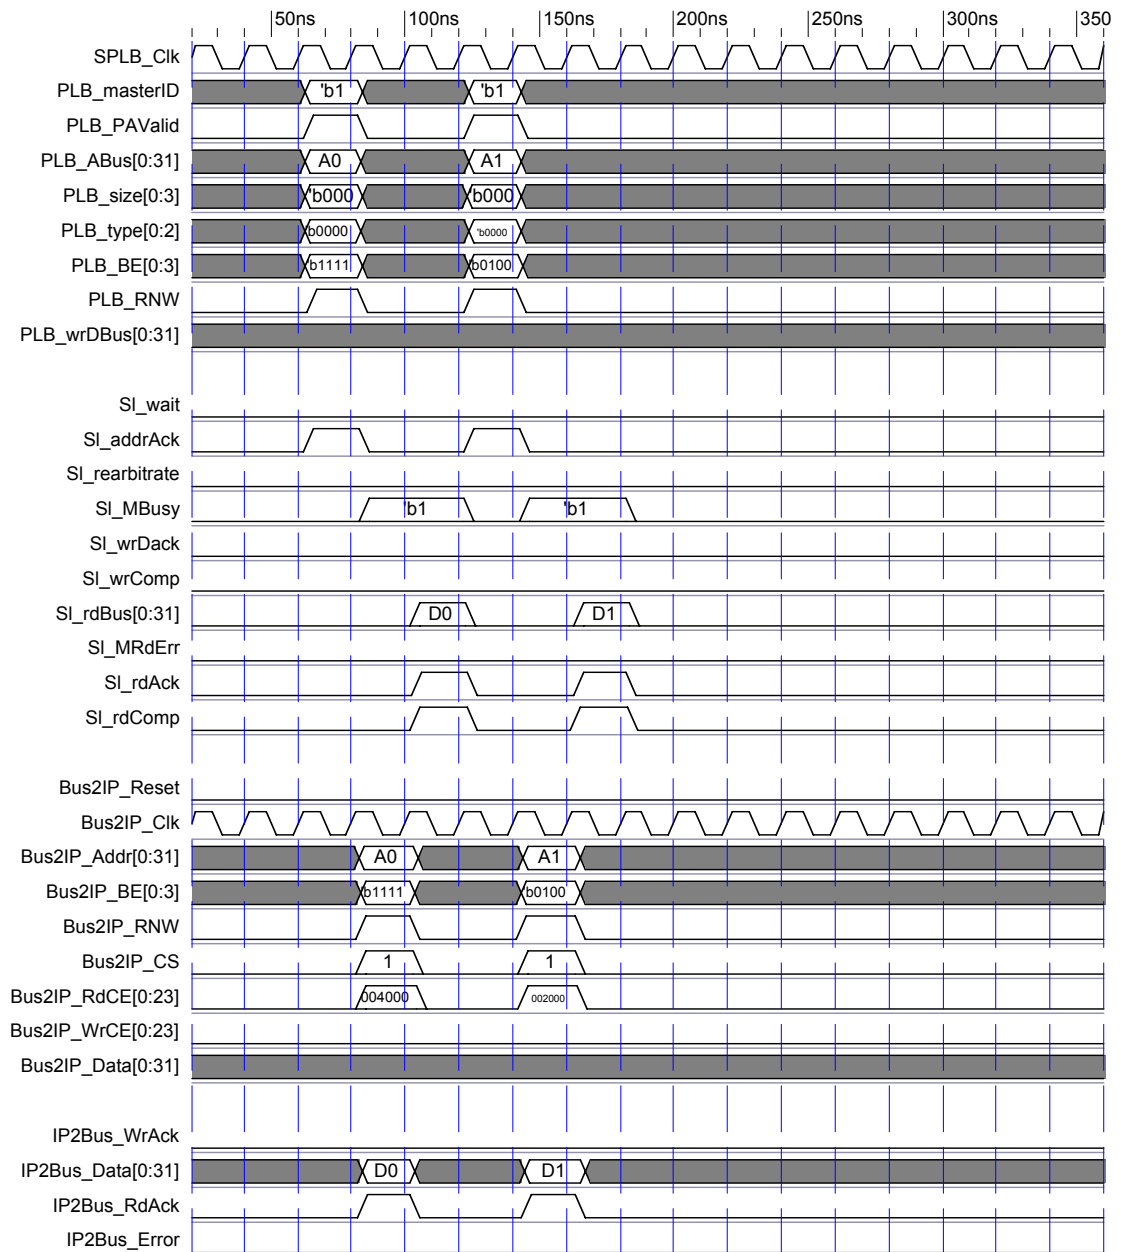 50ns 100ns 150ns 200ns 250ns 300ns 350
SPLB_Clk
PLB_masterID 'b1 'b1
PLB_PAValid
PLB_ABus[0:31] A0 A1
PLB_size[0:3] 'b000 'b000
PLB_type[0:2] b0000 'b0000
PLB_BE[0:3] 'b1111 b0100
PLB_RNW
PLB_wrDBus[0:31]
Sl_wait
Sl_addrAck
Sl_rearbitrate
Sl_MBusy 'b1 'b1
Sl_wrDack
Sl_wrComp
Sl_rdBus[0:31] D0 D1
Sl_MRdErr
Sl_rdAck
Sl_rdComp
Bus2IP_Reset
Bus2IP_Clk
Bus2IP_Addr[0:31] A0 A1
Bus2IP_BE[0:3] b1111 b0100
Bus2IP_RNW
Bus2IP_CS 1 1
Bus2IP_RdCE[0:23] 004000 002000
Bus2IP_WrCE[0:23]
Bus2IP_Data[0:31]
IP2Bus_WrAck
IP2Bus_Data[0:31] D0 D1
IP2Bus_RdAck
IP2Bus_Error